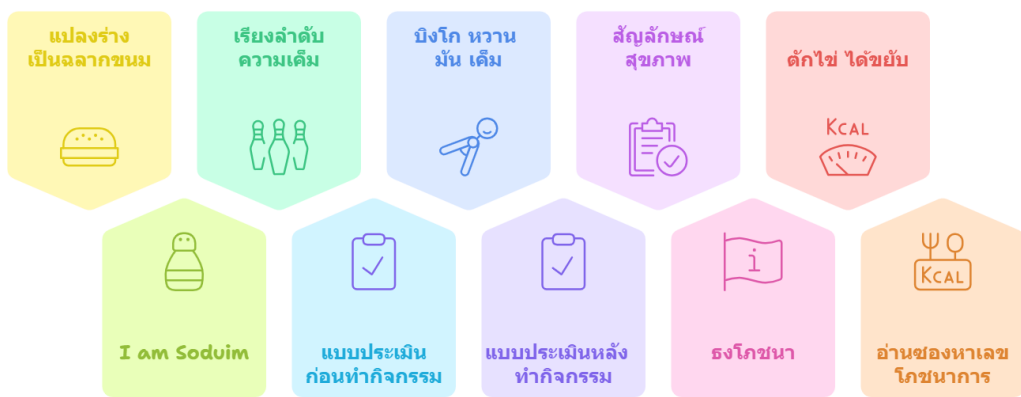 แปลงร่าง
เป็นฉลากขนม
เรียงลำดับ
ความเค็ม
บิงโก หวาน
มัน เค็ม
สัญลักษณ์
สุขภาพ
ตักไข่ ได้ขยับ
KCAL
KCAL
I am Soduim
แบบประเมิน
ก่อนทำกิจกรรม
แบบประเมินหลัง
ทำกิจกรรม
i
ธงโภชนา
อ่านซองหาเลข
โภชนาการ